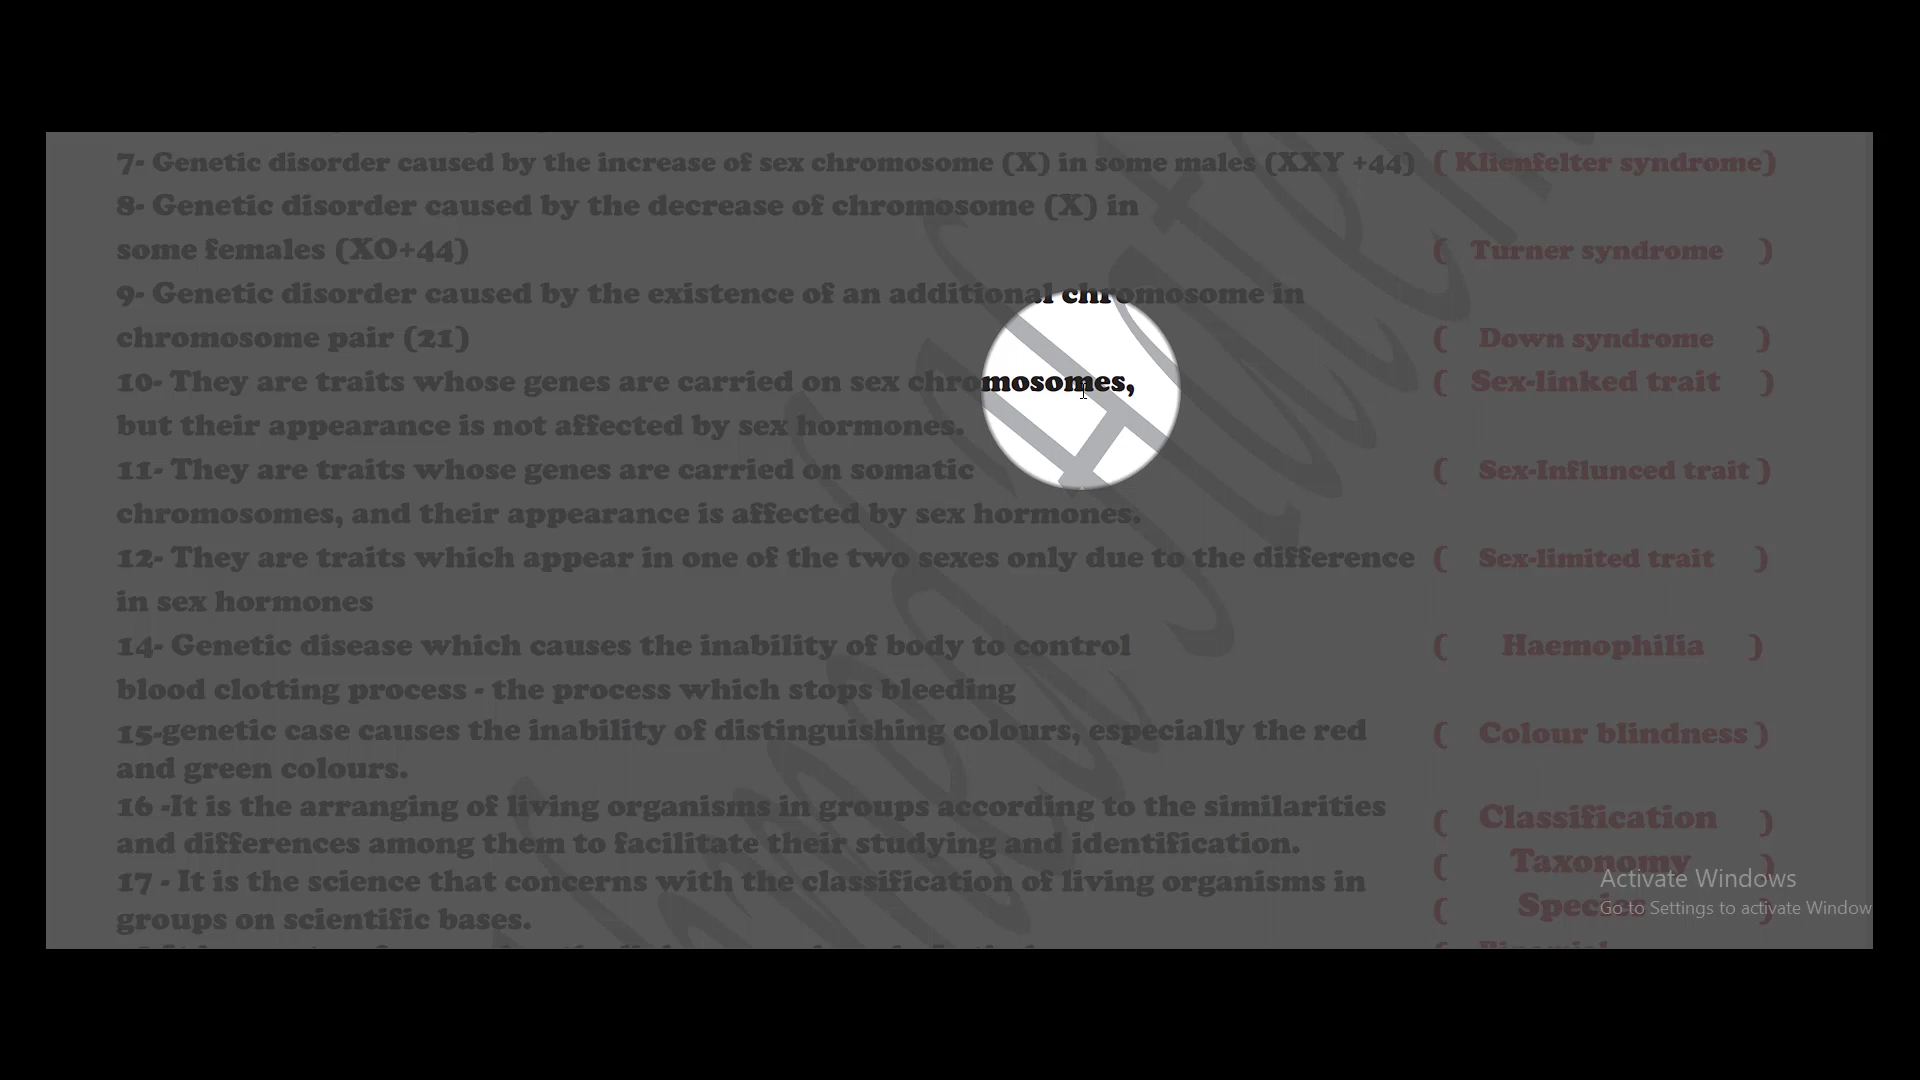 7- Genetic disorder caused by the increase of sex chromosome (X) in some males (XXY +44) ( Klienfelter syndrome)
8- Genetic disorder caused by the decrease of chromosome (X) in
some females (XO+44) ( Turner syndrome )
9- Genetic disorder caused by the existence of an additional chromosome in
chromosome pair (21) ( Down syndrome )
10- They are traits whose genes are carried on sex chromosomes, ( Sex-linked trait )
but their appearance is not affected by sex hormones.
11- They are traits whose genes are carried on somatic ( Sex-Influnced trait )
chromosomes, and their appearance is affected by sex hormones.
12- They are traits which appear in one of the two sexes only due to the difference ( Sex-limited trait )
in sex hormones
14- Genetic disease which causes the inability of body to control ( Haemophilia )
blood clotting process - the process which stops bleeding
15-genetic case causes the inability of distinguishing colours, especially the red ( Colour blindness )
and green colours.
16 -It is the arranging of living organisms in groups according to the similarities ( Classification )
and differences among them to facilitate their studying and identification.
( Taxonomy )
17 - It is the science that concerns with the classification of living organisms in
groups on scientific bases. ( Species )
Activate Windows
Go to Settings to activate Window